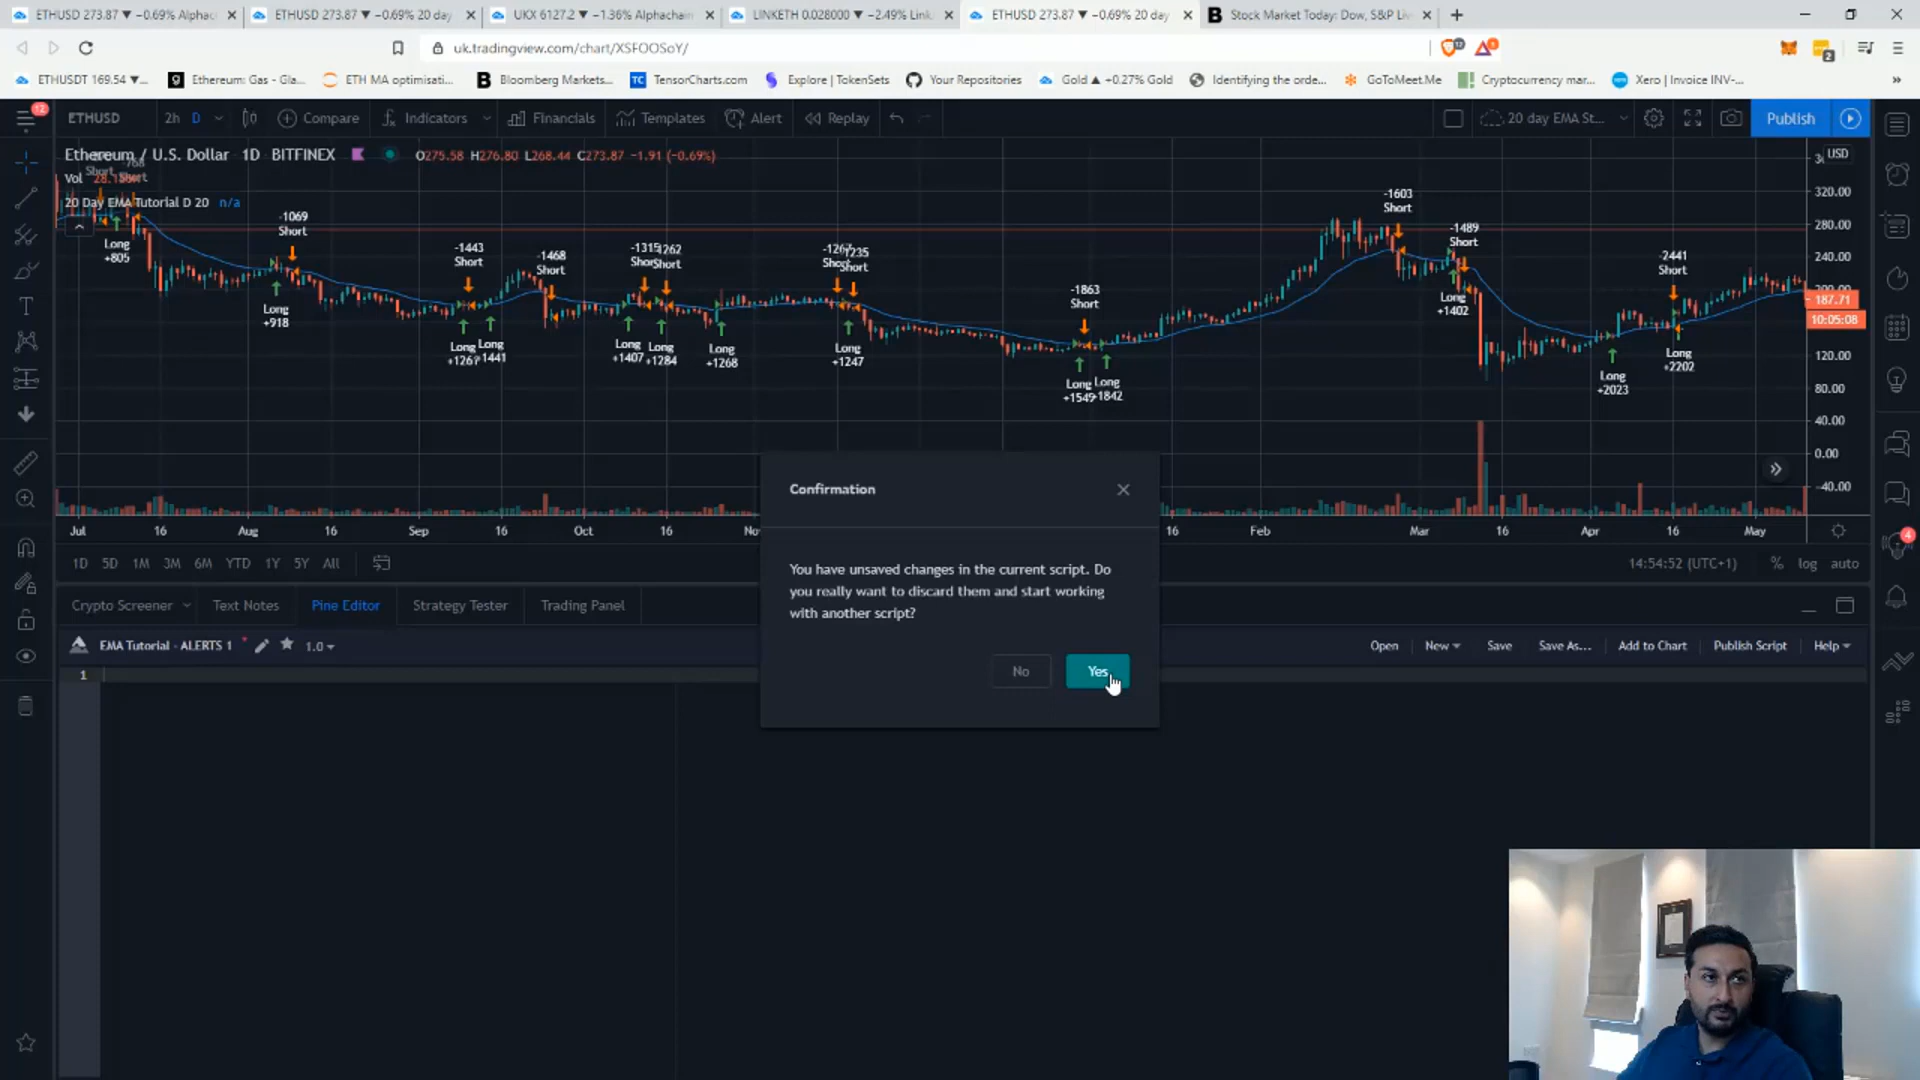 ETHUSD 273.87 ▼ −0.69% Alphac
ETHUSD 273.87 ▼ −0.69% 20 day
UKX 6127.2 ▼ −1.36% Alphachain
LINKETH 0.028000 ▼ −2.49% Link
ETHUSD 273.87 ▼ −0.69% 20 day
Stock Market Today: Dow, S&P Li
uk.tradingview.com/chart/XSFOOSoY/
ETHUSDT 169.54 ▼...
Ethereum: Gas - Gla...
ETH MA optimisati...
Bloomberg Markets...
TensorCharts.com
Explore | TokenSets
Your Repositories
Gold ▲ +0.27% Gold
Identifying the orde...
GoToMeet.Me
Cryptocurrency mar...
Xero | Invoice INV-...
12
ETHUSD
2h
D
Compare
Indicators
Financials
Templates
Alert
Replay
20 day EMA St...
Publish
Ethereum / U.S. Dollar 1D BITFINEX
O275.58 H276.80 L268.44 C273.87 −1.91 (−0.69%)
USD
Vol
20 Day EMA Tutorial D 20 n/a
Short
Short
Long
+805
-1069
Short
Long
+918
-1443
Short
Long
Long
+1441
-1468
Short
-1315
-1262
Short
Long
+1407
Long
+1284
Long
+1268
Short
Long
+1247
-1863
Short
Long
+1549
Long
-1603
Short
-1489
Short
Long
+1402
-2441
Short
Long
+2023
Long
+2202
320.00
280.00
240.00
187.71
10:05:08
120.00
80.00
40.00
0.00
-40.00
Jul
16
Aug
16
Sep
16
Oct
16
16
Feb
Mar
16
Apr
16
May
1D
5D
1M
3M
6M
YTD
1Y
5Y
All
14:54:52 (UTC+1)
%
log
auto
4
Crypto Screener
Text Notes
Pine Editor
Strategy Tester
Trading Panel
EMA Tutorial - ALERTS 1
1.0
Open
New
Save
Save As...
Add to Chart
Publish Script
Help
1
Confirmation
You have unsaved changes in the current script. Do
you really want to discard them and start working
with another script?
No
Yes